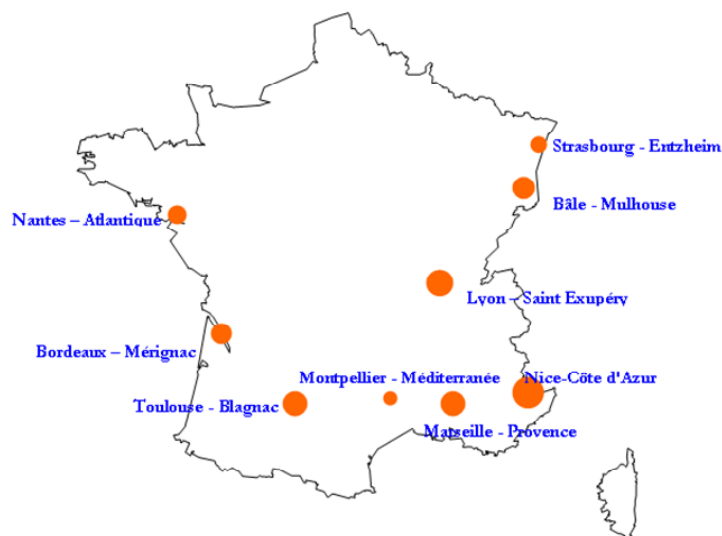 Strasbourg - Entzheim
Bâle - Mulhouse
Nantes – Atlantique
Lyon – Saint Exupéry
Bordeaux – Mérignac
Montpellier - Méditerranée
Nice-Côte d'Azur
Toulouse - Blagnac
Marseille - Provence